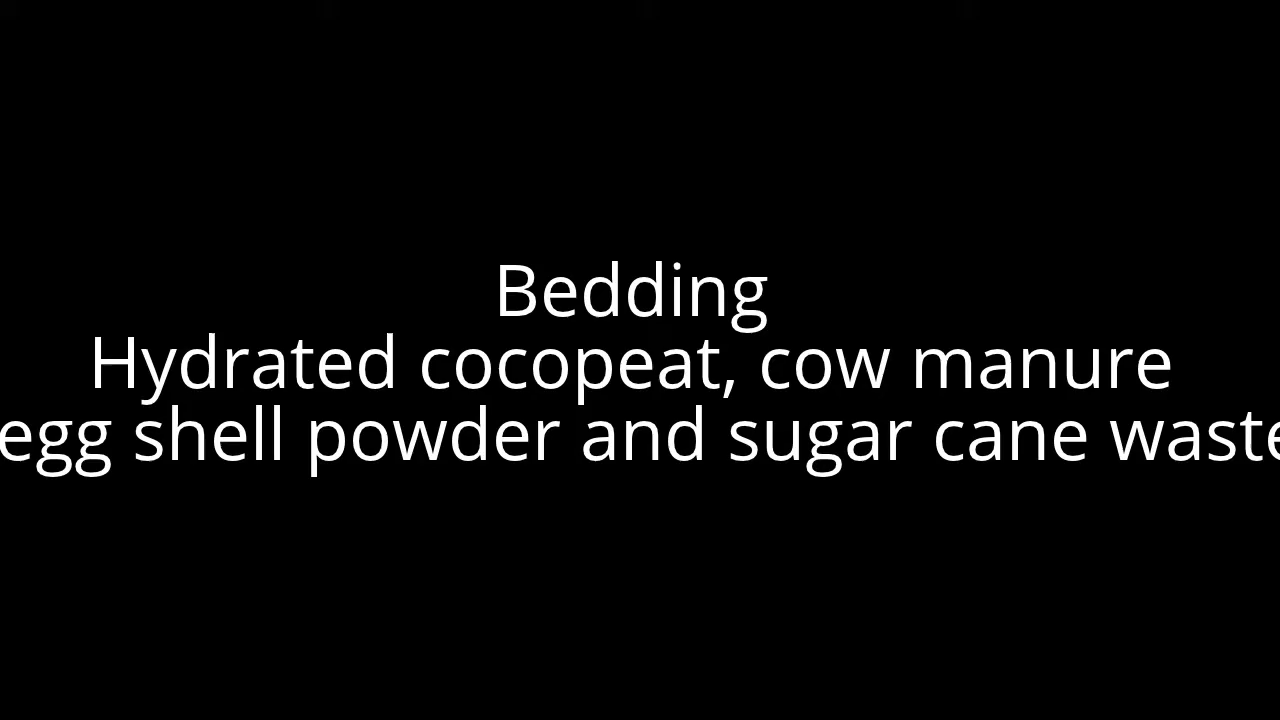 Bedding
Hydrated cocopeat, cow manure
egg shell powder and sugar cane waste